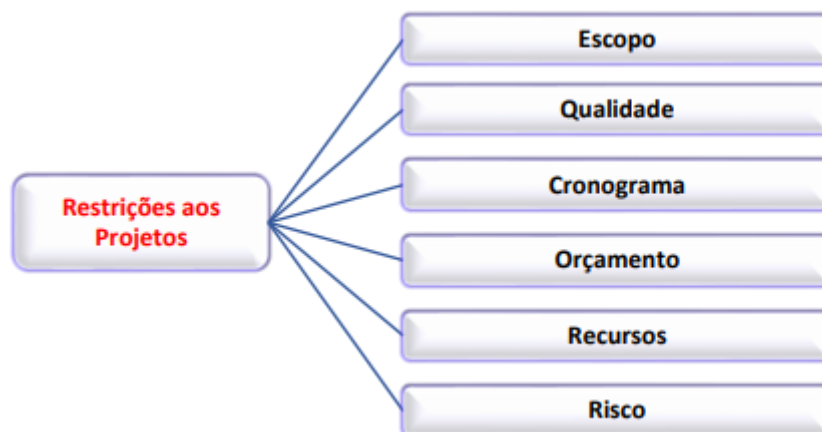 Restrições aos
Projetos
Escopo
Qualidade
Cronograma
Orçamento
Recursos
Risco